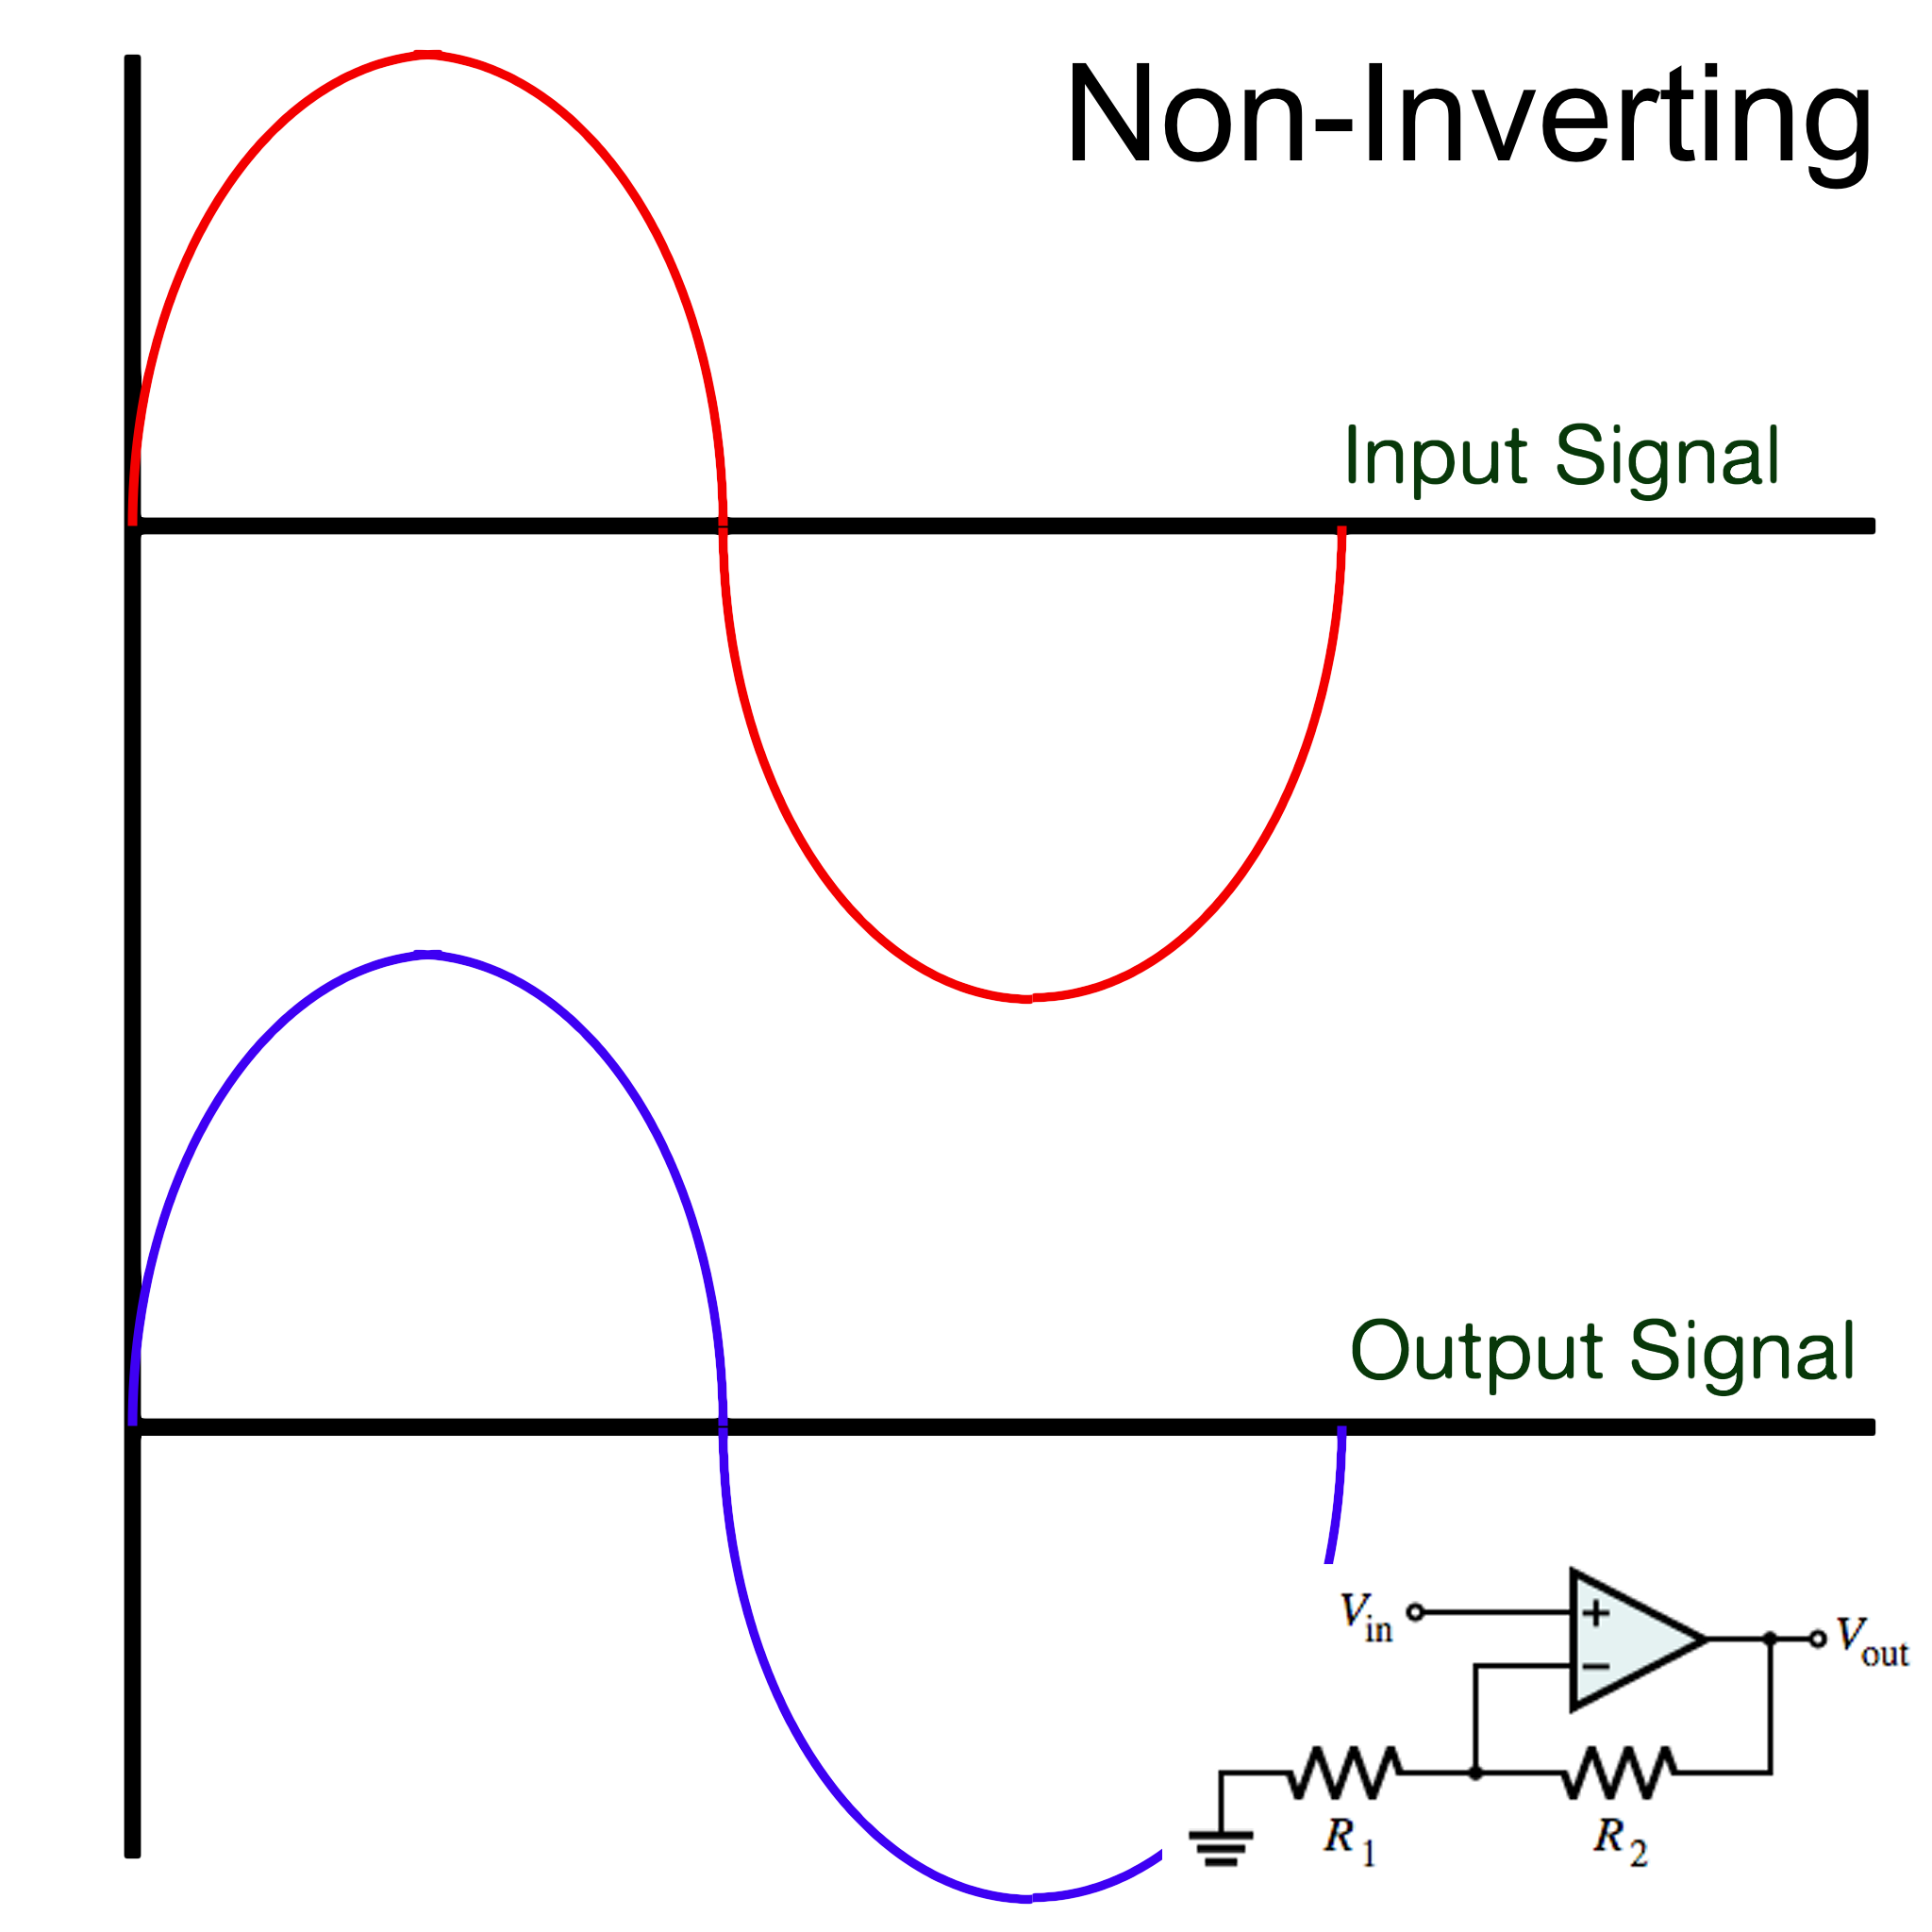 Non-Inverting
Input Signal
Output Signal
Vin
+
Vout
−
R1
R2